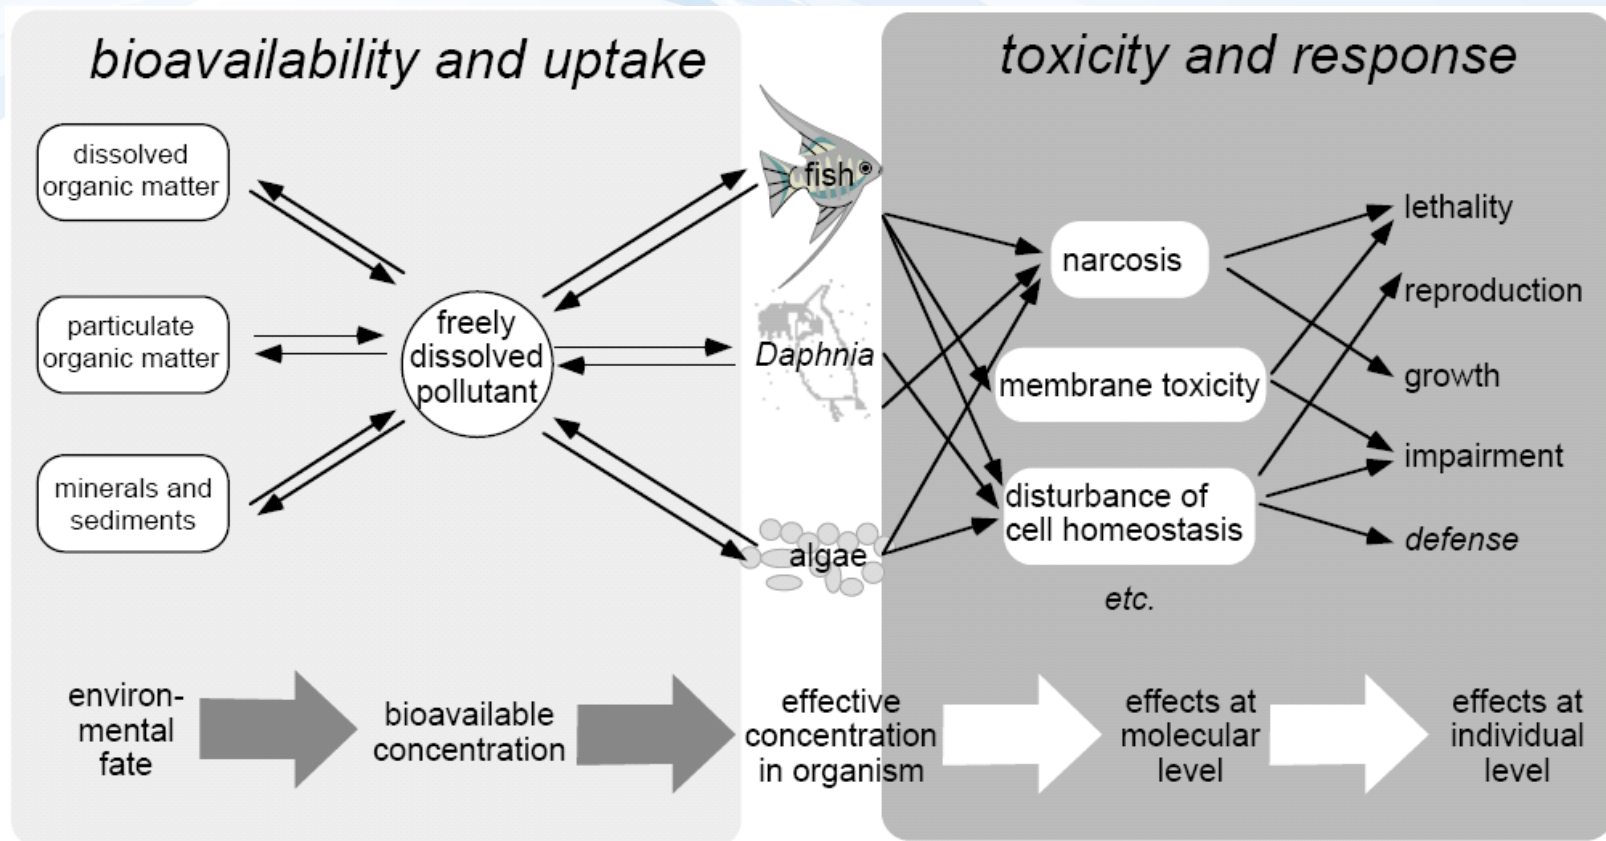 bioavailability and uptake
toxicity and response
dissolved
organic matter
particulate
organic matter
minerals and
sediments
freely
dissolved
pollutant
fish
Daphnia
algae
narcosis
membrane toxicity
disturbance of
cell homeostasis
etc.
lethality
reproduction
growth
impairment
defense
environ-
mental
fate
bioavailable
concentration
effective
concentration
in organism
effects at
molecular
level
effects at
individual
level